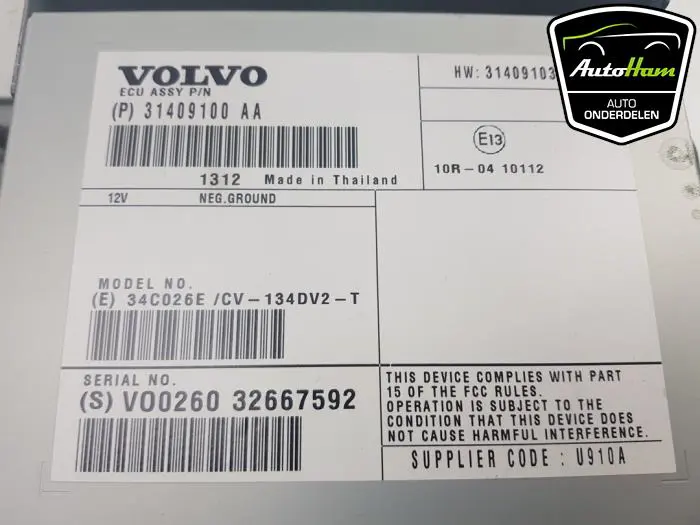 VOLVO
ECU ASSY P/N
(P) 31409100 AA
1312 Made in Thailand
HW: 31409103
E13
10R-04 10112
12V NEG.GROUND
MODEL NO.
(E) 34C026E /CV-134DV2-T
SERIAL NO.
(S) VO0260 32667592
THIS DEVICE COMPLIES WITH PART
15 OF THE FCC RULES.
OPERATION IS SUBJECT TO THE
CONDITION THAT THIS DEVICE DOES
NOT CAUSE HARMFUL INTERFERENCE.
SUPPLIER CODE : U910A
AutoHam
AUTO
ONDERDELEN